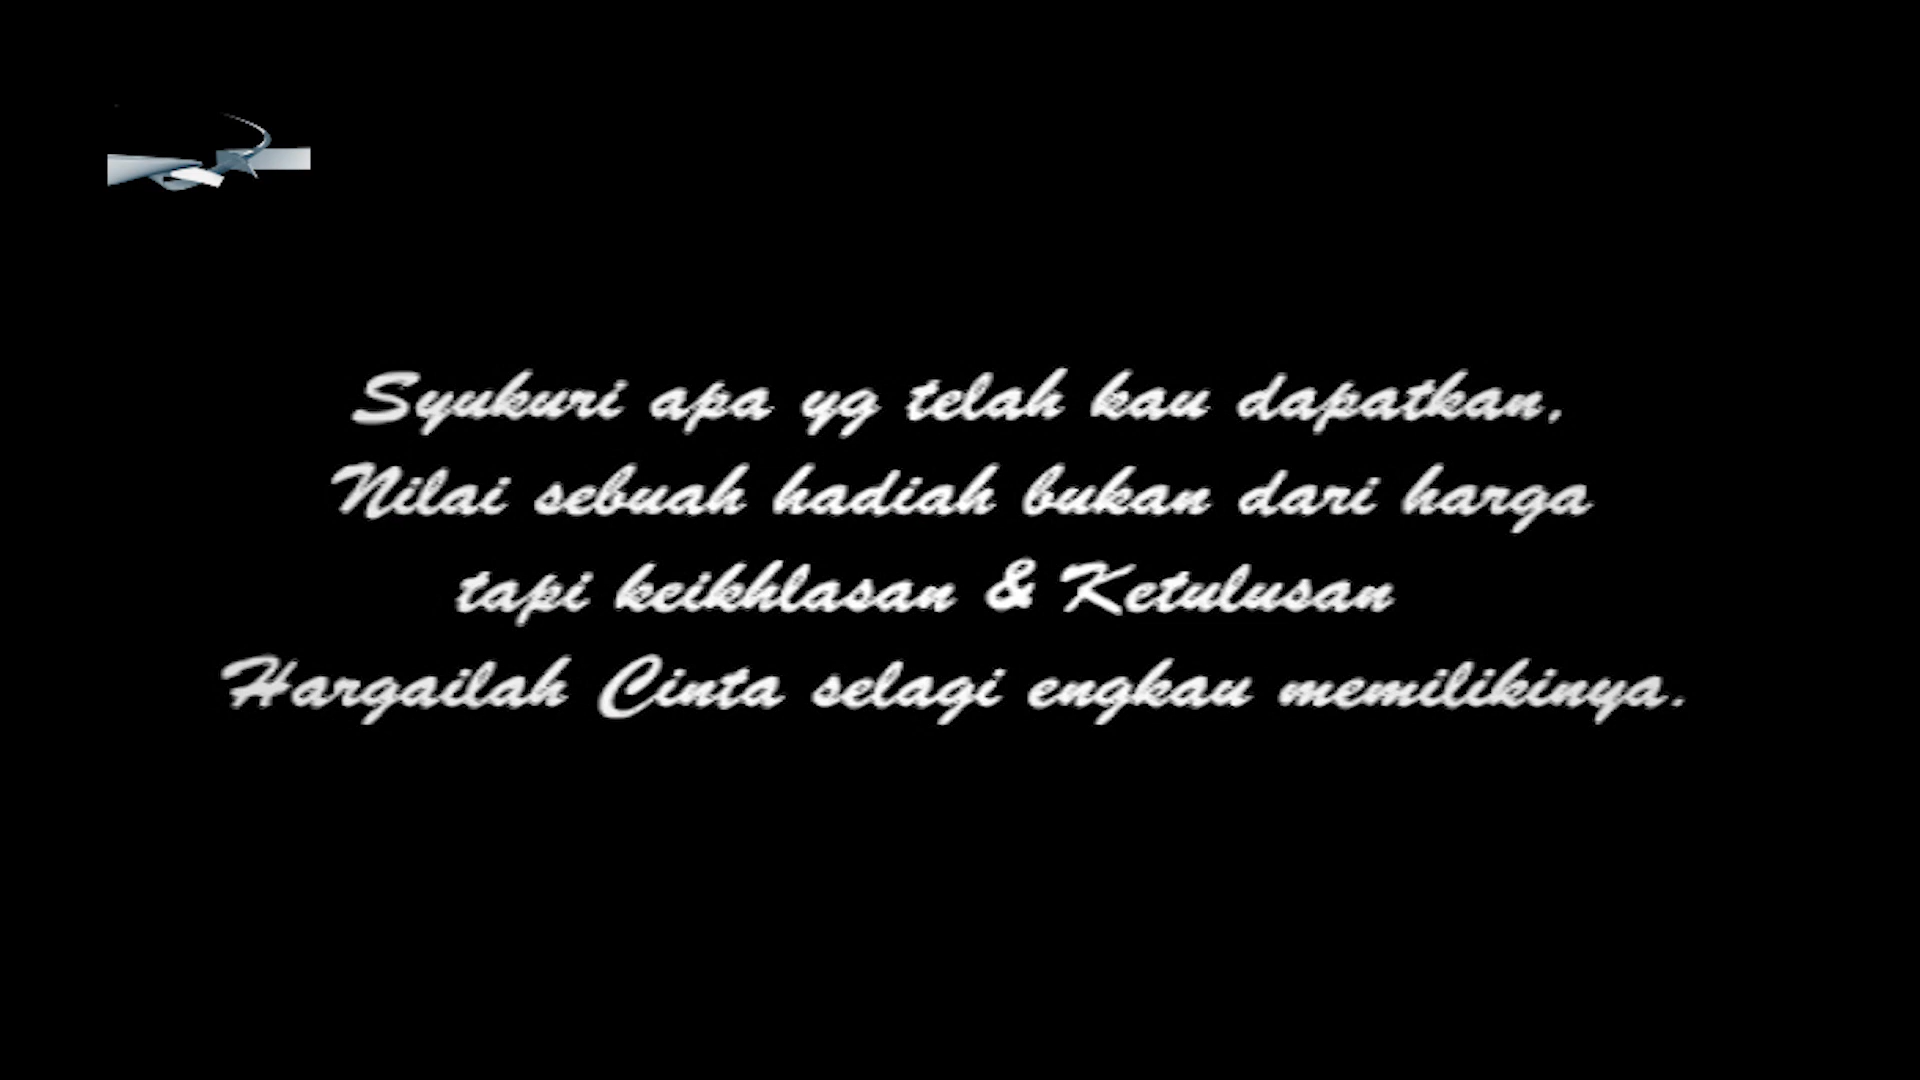 Syukuri apa yg telah kau dapatkan,
Nilai sebuah hadiah bukan dari harga
tapi keikhlasan & Ketulusan
Hargailah Cinta selagi engkau memilikinya.